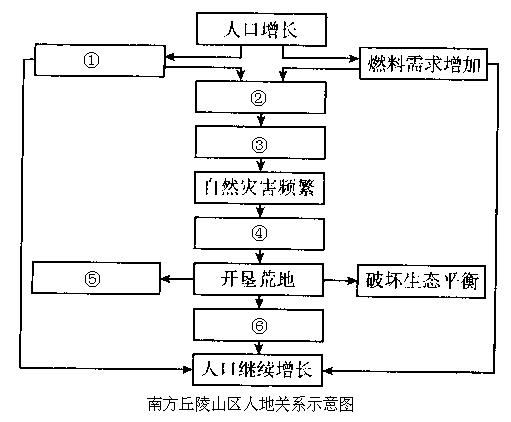 人口增长
①
燃料需求增加
②
③
自然灾害频繁
④
⑤
开垦荒地
破坏生态平衡
⑥
人口继续增长
南方丘陵山区人地关系示意图